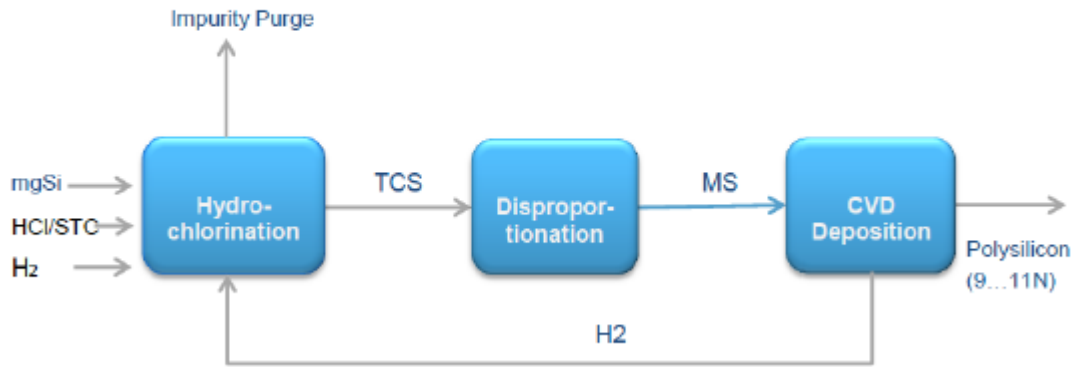 Impurity Purge
mgSi
HCl/STC
H₂
Hydro-
chlorination
TCS
Dispropor-
tionation
MS
CVD
Deposition
Polysilicon
(9...11N)
H2